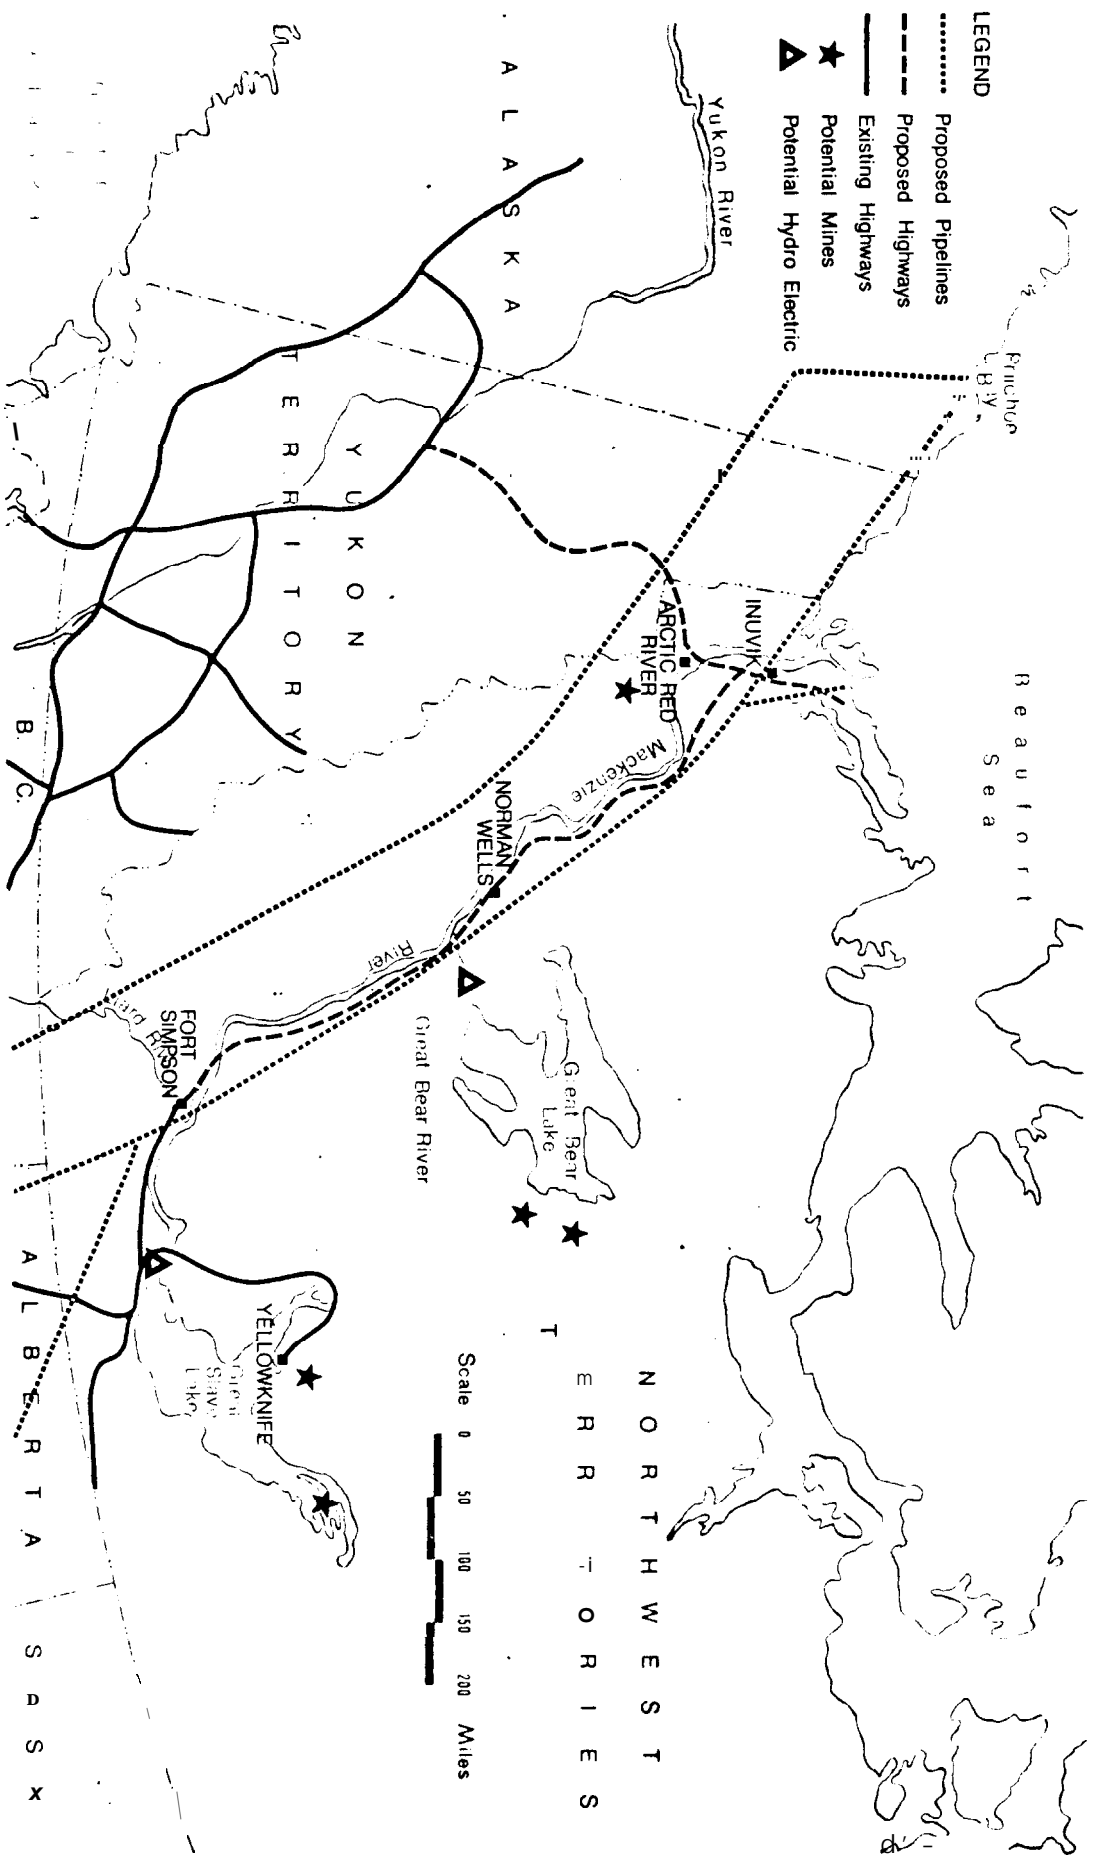 LEGEND
Proposed Pipelines
Proposed Highways
Existing Highways
Potential Mines
Potential Hydro Electric
Beaufort
Sea
Yukon River
ALASKA
YUKON
TERRITORY
INUVIK
ARCTIC RED
RIVER
Mackenzie
River
NORMAN
WELLS
Great Bear
Lake
Great Bear River
FORT
SIMPSON
NORTHWEST
YELLOWKNIFE
Lake
B.C.
ALBERTA
Scale 0 50 100 150 200 Miles